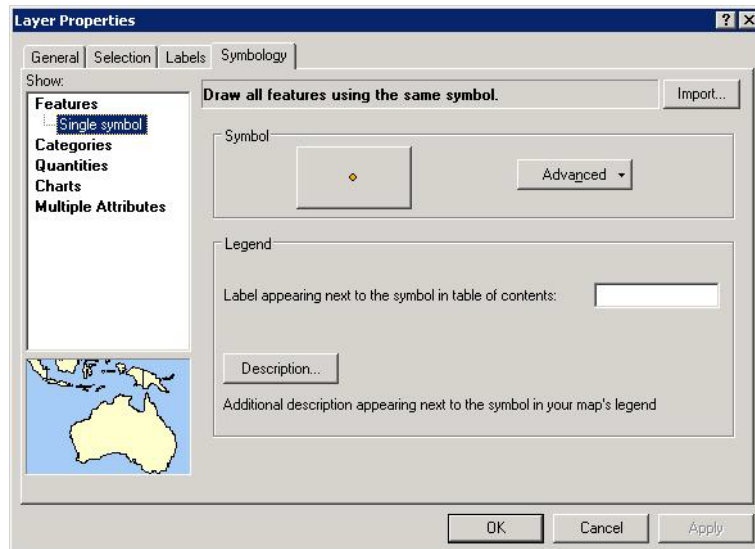 Layer Properties
General Selection Labels Symbology
Show:
Features
Single symbol
Categories
Quantities
Charts
Multiple Attributes
Draw all features using the same symbol.
Import...
Symbol
Advanced
Legend
Label appearing next to the symbol in table of contents:
Description...
Additional description appearing next to the symbol in your map's legend
OK Cancel Apply